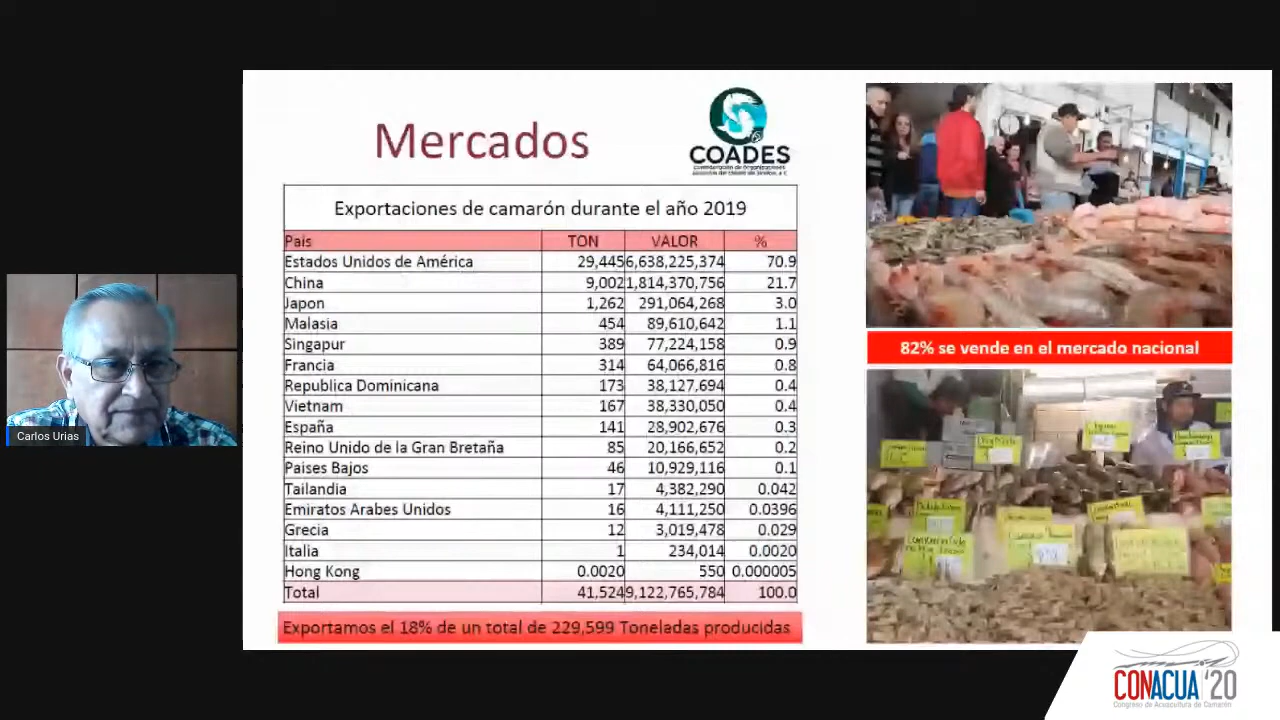 Mercados
COADES
Exportaciones de camarón durante el año 2019
País TON VALOR %
Estados Unidos de América 29,445 6,638,225,374 70.9
China 9,002 1,814,370,756 21.7
Japon 1,262 291,064,268 3.0
Malasia 454 89,610,642 1.1
Singapur 389 77,224,158 0.9
Francia 314 64,066,816 0.8
Republica Dominicana 173 38,127,694 0.4
Vietnam 167 38,330,050 0.4
España 141 28,902,676 0.3
Reino Unido de la Gran Bretaña 85 20,166,652 0.2
Paises Bajos 46 10,929,116 0.1
Tailandia 17 4,382,290 0.042
Emiratos Arabes Unidos 16 4,111,250 0.0396
Grecia 12 3,019,478 0.029
Italia 1 234,014 0.0020
Hong Kong 0.0020 550 0.000005
Total 41,524 9,122,765,784 100.0
Exportamos el 18% de un total de 229,599 Toneladas producidas
82% se vende en el mercado nacional
Carlos Urias
CONACUA '20
Congreso de Acuacultura de Camarón